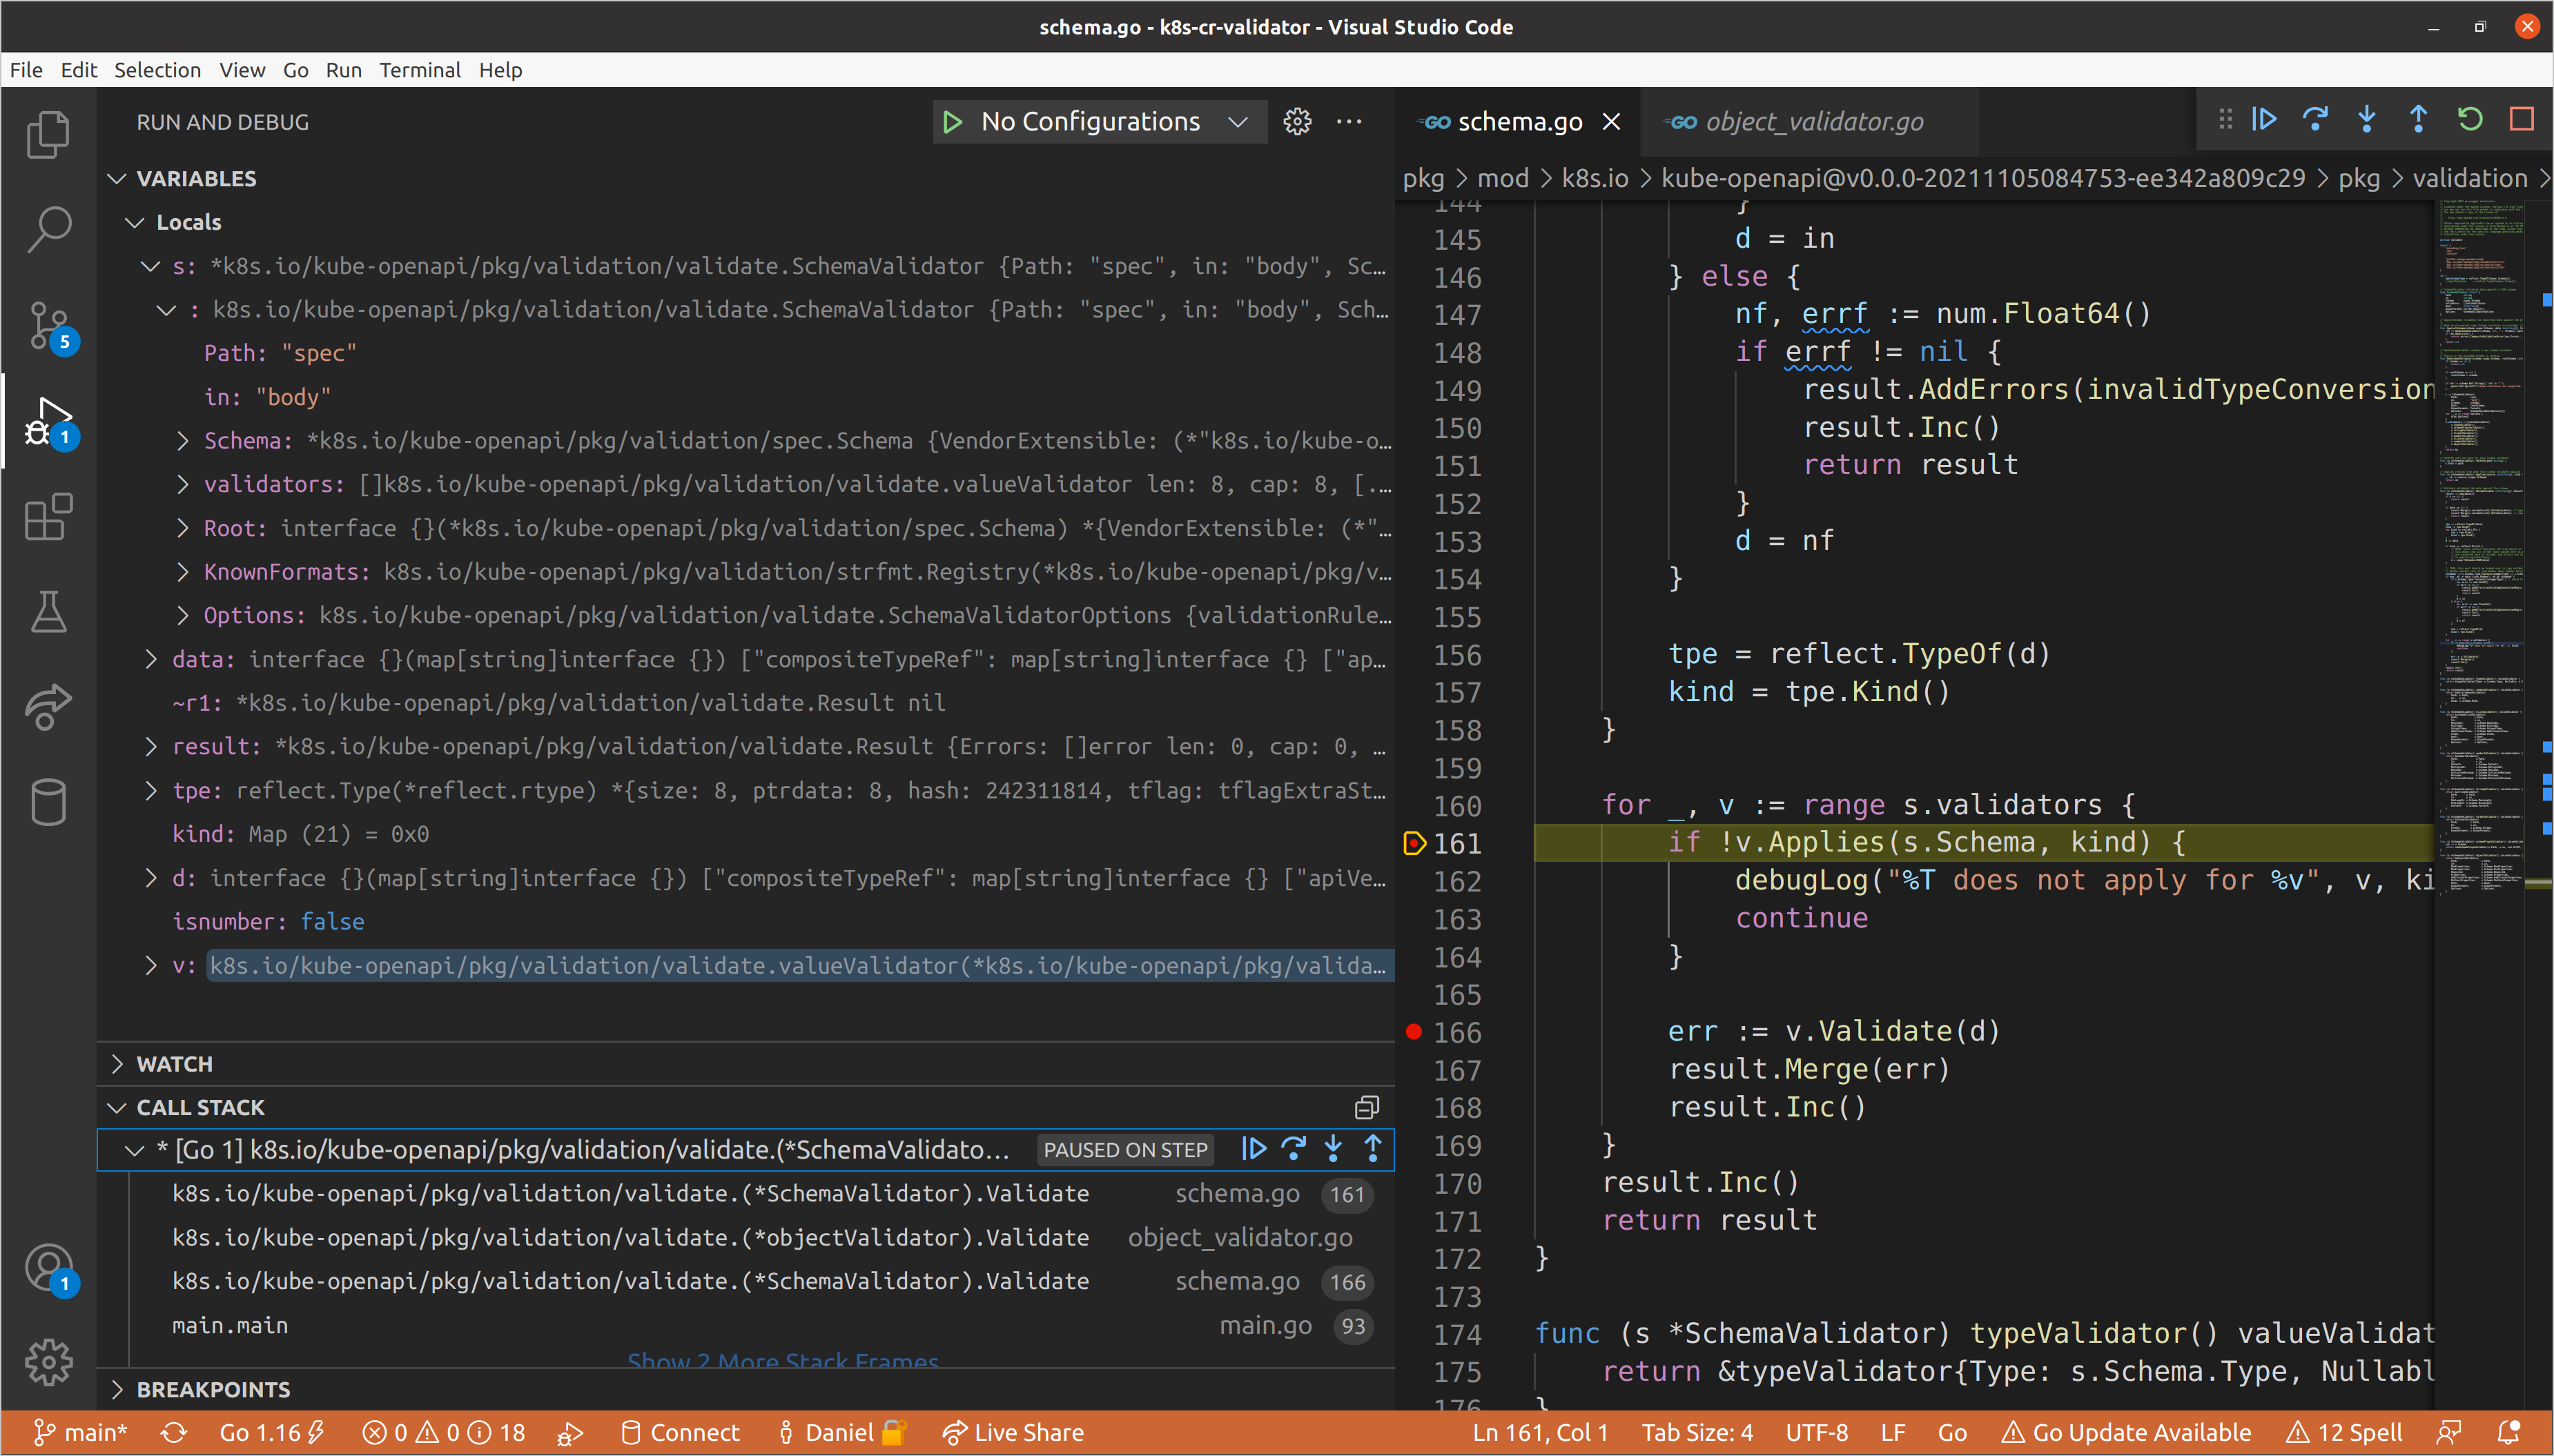 schema.go - k8s-cr-validator - Visual Studio Code
File Edit Selection View Go Run Terminal Help
RUN AND DEBUG
No Configurations
VARIABLES
Locals
s: *k8s.io/kube-openapi/pkg/validation/validate.SchemaValidator {Path: "spec", in: "body", Sc…
: k8s.io/kube-openapi/pkg/validation/validate.SchemaValidator {Path: "spec", in: "body", Sch…
Path: "spec"
in: "body"
Schema: *k8s.io/kube-openapi/pkg/validation/spec.Schema {VendorExtensible: (*"k8s.io/kube-o…
validators: []k8s.io/kube-openapi/pkg/validation/validate.valueValidator len: 8, cap: 8, [.…
Root: interface {}(*k8s.io/kube-openapi/pkg/validation/spec.Schema) *{VendorExtensible: (*"…
KnownFormats: k8s.io/kube-openapi/pkg/validation/strfmt.Registry(*k8s.io/kube-openapi/pkg/v…
Options: k8s.io/kube-openapi/pkg/validation/validate.SchemaValidatorOptions {validationRule…
data: interface {}(map[string]interface {}) ["compositeTypeRef": map[string]interface {} ["ap…
~r1: *k8s.io/kube-openapi/pkg/validation/validate.Result nil
result: *k8s.io/kube-openapi/pkg/validation/validate.Result {Errors: []error len: 0, cap: 0, …
tpe: reflect.Type(*reflect.rtype) *{size: 8, ptrdata: 8, hash: 242311814, tflag: tflagExtraSt…
kind: Map (21) = 0x0
d: interface {}(map[string]interface {}) ["compositeTypeRef": map[string]interface {} ["apiVe…
isnumber: false
v: k8s.io/kube-openapi/pkg/validation/validate.valueValidator(*k8s.io/kube-openapi/pkg/valida…
WATCH
CALL STACK
* [Go 1] k8s.io/kube-openapi/pkg/validation/validate.(*SchemaValidato… PAUSED ON STEP
k8s.io/kube-openapi/pkg/validation/validate.(*SchemaValidator).Validate schema.go 161
k8s.io/kube-openapi/pkg/validation/validate.(*objectValidator).Validate object_validator.go
k8s.io/kube-openapi/pkg/validation/validate.(*SchemaValidator).Validate schema.go 166
main.main main.go 93
Show 2 More Stack Frames
BREAKPOINTS
5
1
1
schema.go object_validator.go
pkg > mod > k8s.io > kube-openapi@v0.0.0-20211105084753-ee342a809c29 > pkg > validation >
144 }
145 d = in
146 } else {
147 nf, errf := num.Float64()
148 if errf != nil {
149 result.AddErrors(invalidTypeConversion
150 result.Inc()
151 return result
152 }
153 d = nf
154 }
155
156 tpe = reflect.TypeOf(d)
157 kind = tpe.Kind()
158 }
159
160 for _, v := range s.validators {
161 if !v.Applies(s.Schema, kind) {
162 debugLog("%T does not apply for %v", v, ki
163 continue
164 }
165
166 err := v.Validate(d)
167 result.Merge(err)
168 result.Inc()
169 }
170 result.Inc()
171 return result
172 }
173
174 func (s *SchemaValidator) typeValidator() valueValidat
175 return &typeValidator{Type: s.Schema.Type, Nullabl
176 }
main* Go 1.16 0 0 18 Connect Daniel Live Share Ln 161, Col 1 Tab Size: 4 UTF-8 LF Go Go Update Available 12 Spell